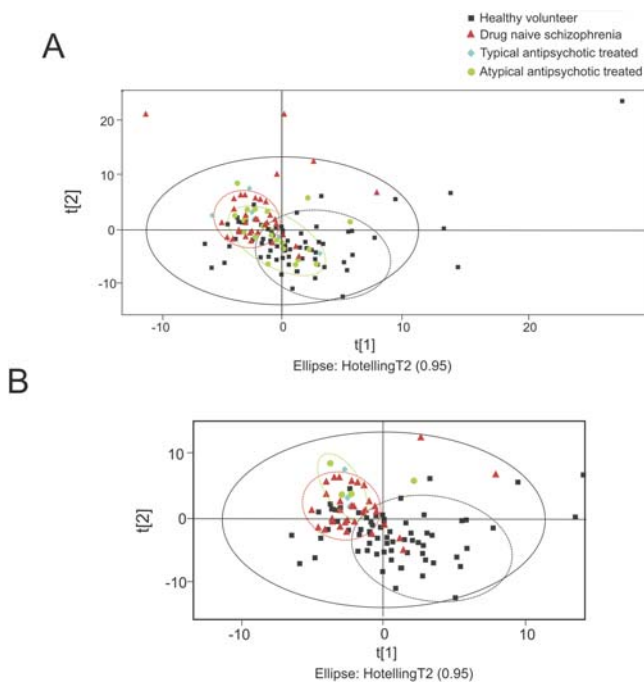 A
Healthy volunteer
Drug naive schizophrenia
Typical antipsychotic treated
Atypical antipsychotic treated
t[2]
20
10
0
-10
-10
0
10
20
t[1]
Ellipse: HotellingT2 (0.95)
B
t[2]
10
0
-10
-10
0
10
t[1]
Ellipse: HotellingT2 (0.95)